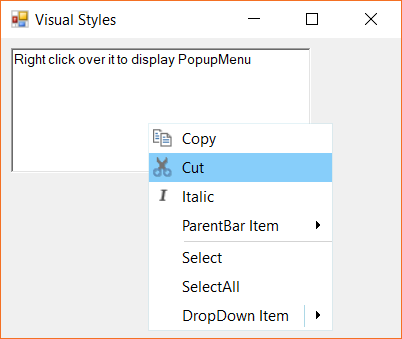 Visual Styles
Right click over it to display PopupMenu
Copy
Cut
Italic
ParentBar Item
Select
SelectAll
DropDown Item